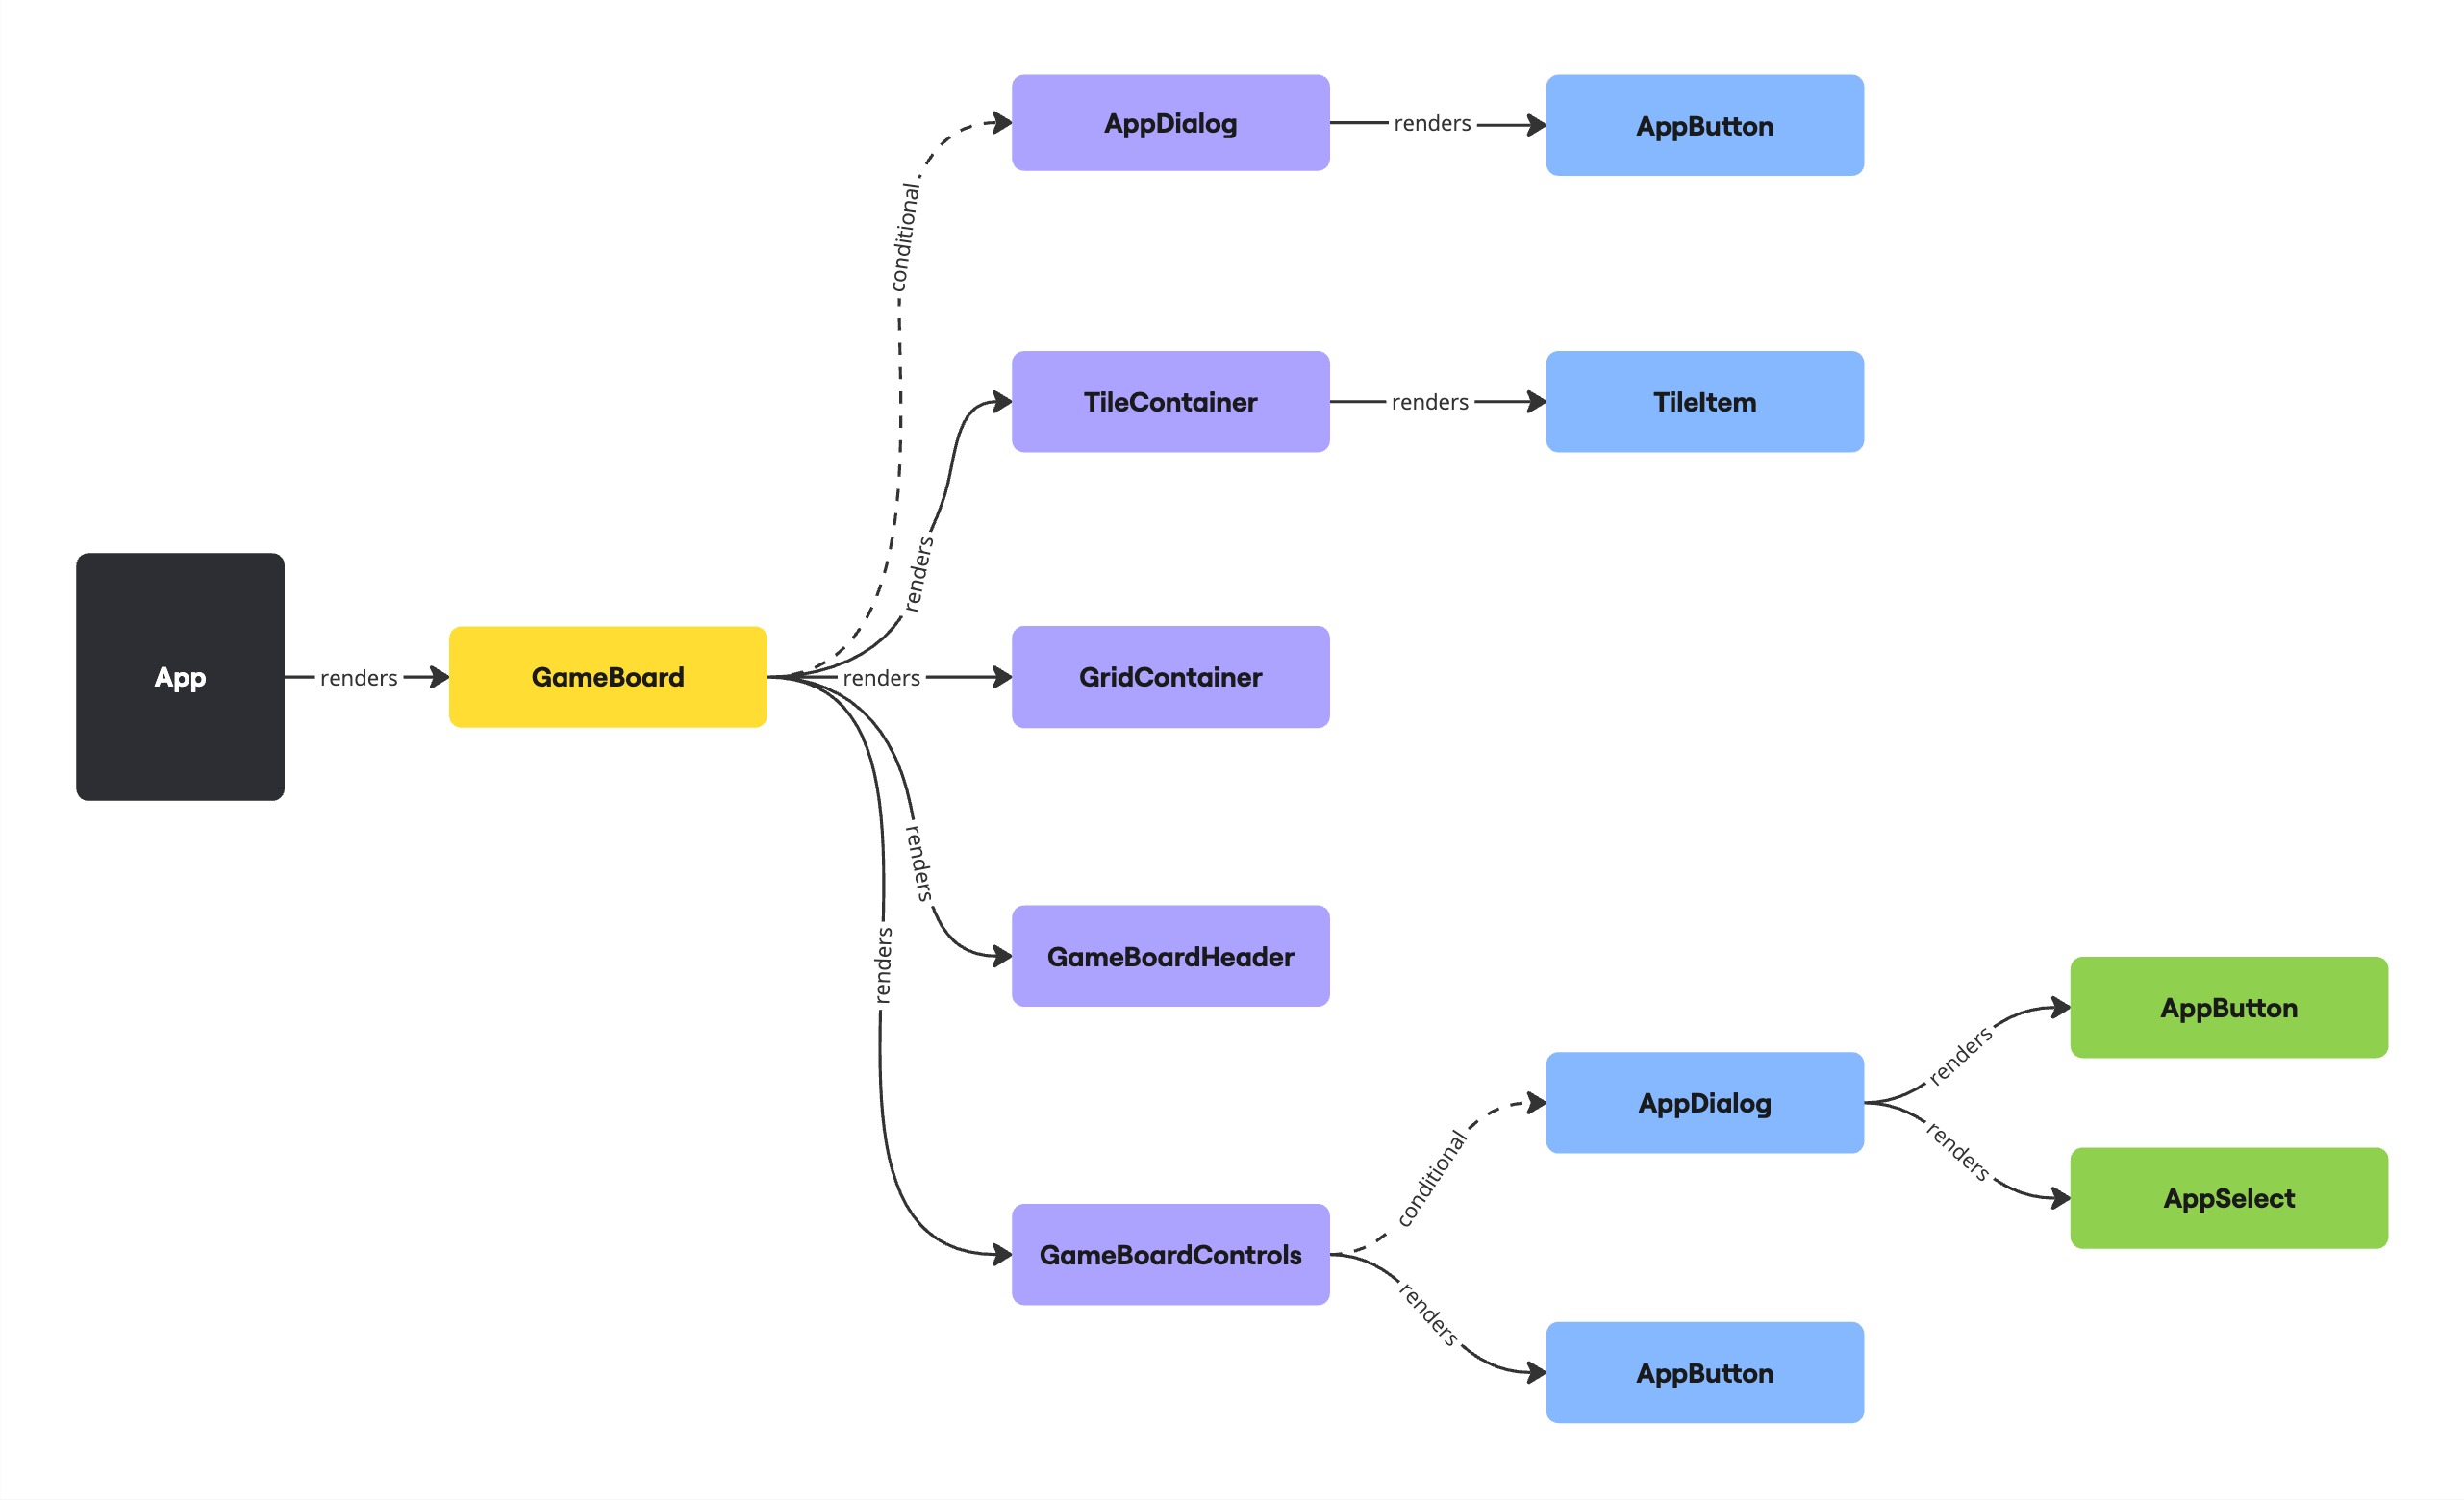 AppDialog
renders
AppButton
conditional
TileContainer
renders
TileItem
renders
App
renders
GameBoard
renders
GridContainer
renders
GameBoardHeader
renders
AppButton
renders
AppDialog
renders
AppSelect
conditional
GameBoardControls
renders
AppButton